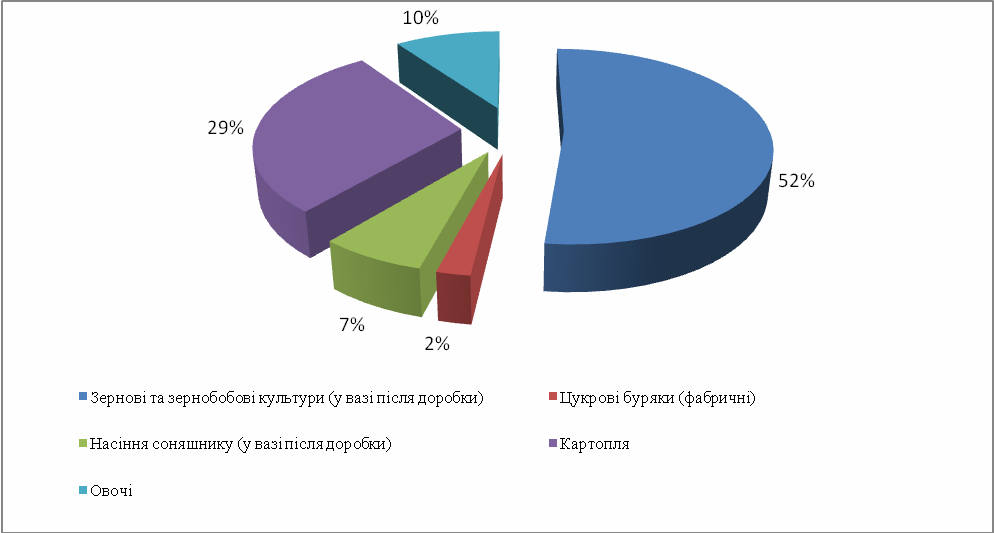 10%
29%
52%
7%
2%
Зернові та зернобобові культури (у вазі після доробки)
Цукрові буряки (фабричні)
Насіння соняшнику (у вазі після доробки)
Картопля
Овочі